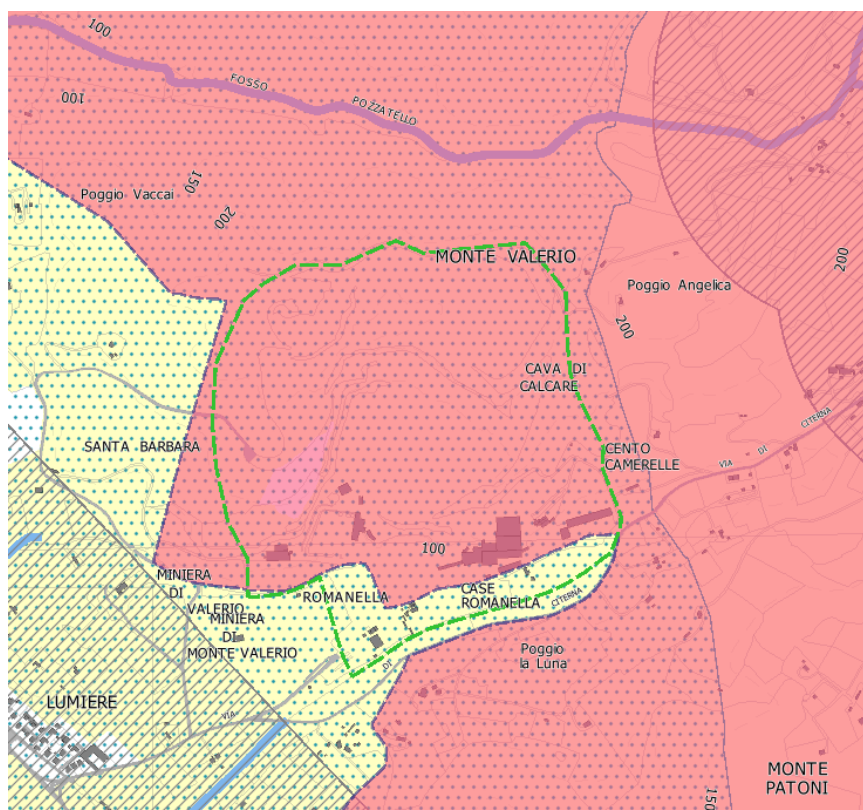 100
FOSSO
POZZATELLO
100
Poggio Vaccai
150
200
MONTE VALERIO
200
Poggio Angelica
200
CAVA DI
CALCARE
CITERNA
DI
VIA
SANTA BARBARA
CENTO
CAMERELLE
100
MINIERA
DI
VALERIO
ROMANELLA
CASE
ROMANELLA
CITERNA
MINIERA
DI
MONTE VALERIO
DI
Poggio
la Luna
LUMIERE
VIA
MONTE
PATONI
150